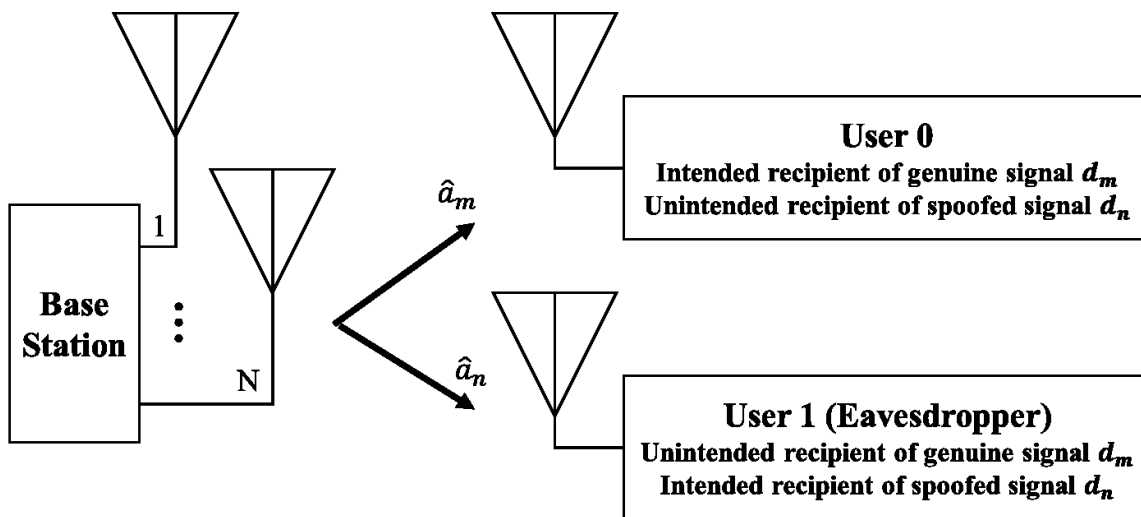 1
Base
Station
⋮
N
â_m
â_n
User 0
Intended recipient of genuine signal d_m
Unintended recipient of spoofed signal d_n
User 1 (Eavesdropper)
Unintended recipient of genuine signal d_m
Intended recipient of spoofed signal d_n